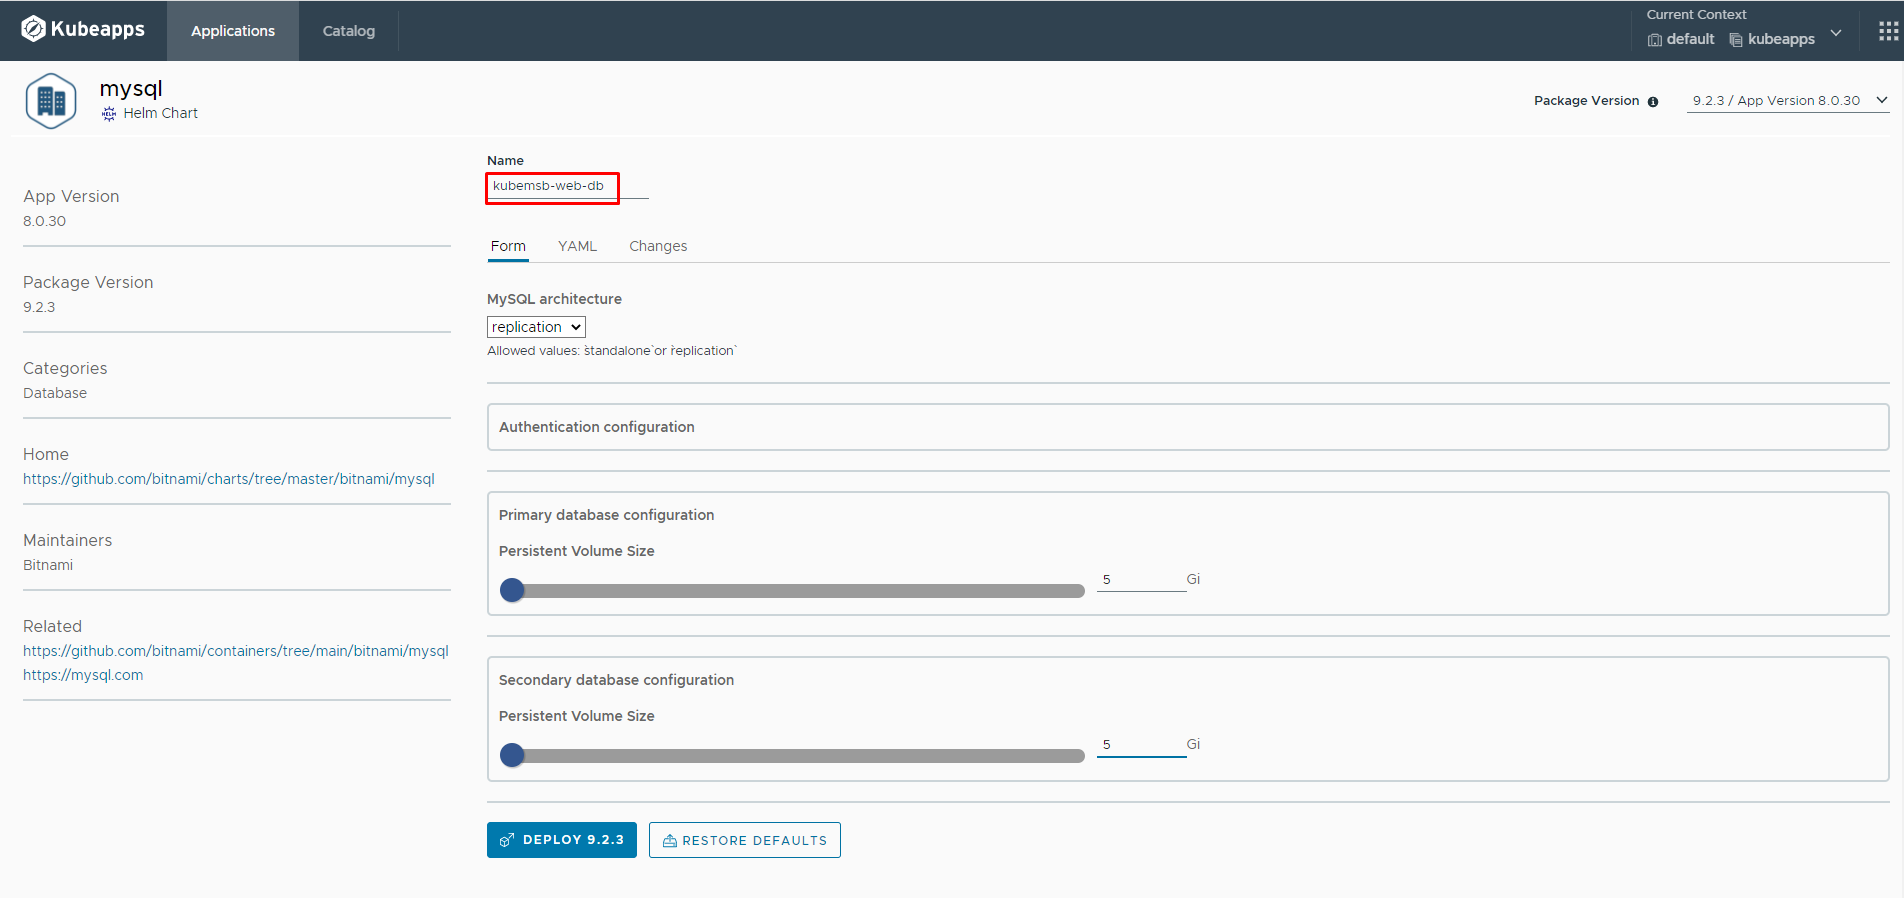 Kubeapps
Applications
Catalog
Current Context
default kubeapps
mysql
HELM Helm Chart
Package Version
9.2.3 / App Version 8.0.30
App Version
8.0.30
Package Version
9.2.3
Categories
Database
Home
https://github.com/bitnami/charts/tree/master/bitnami/mysql
Maintainers
Bitnami
Related
https://github.com/bitnami/containers/tree/main/bitnami/mysql
https://mysql.com
Name
kubemsb-web-db
Form YAML Changes
MySQL architecture
replication
Allowed values: `standalone` or `replication`
Authentication configuration
Primary database configuration
Persistent Volume Size
5 Gi
Secondary database configuration
Persistent Volume Size
5 Gi
DEPLOY 9.2.3
RESTORE DEFAULTS